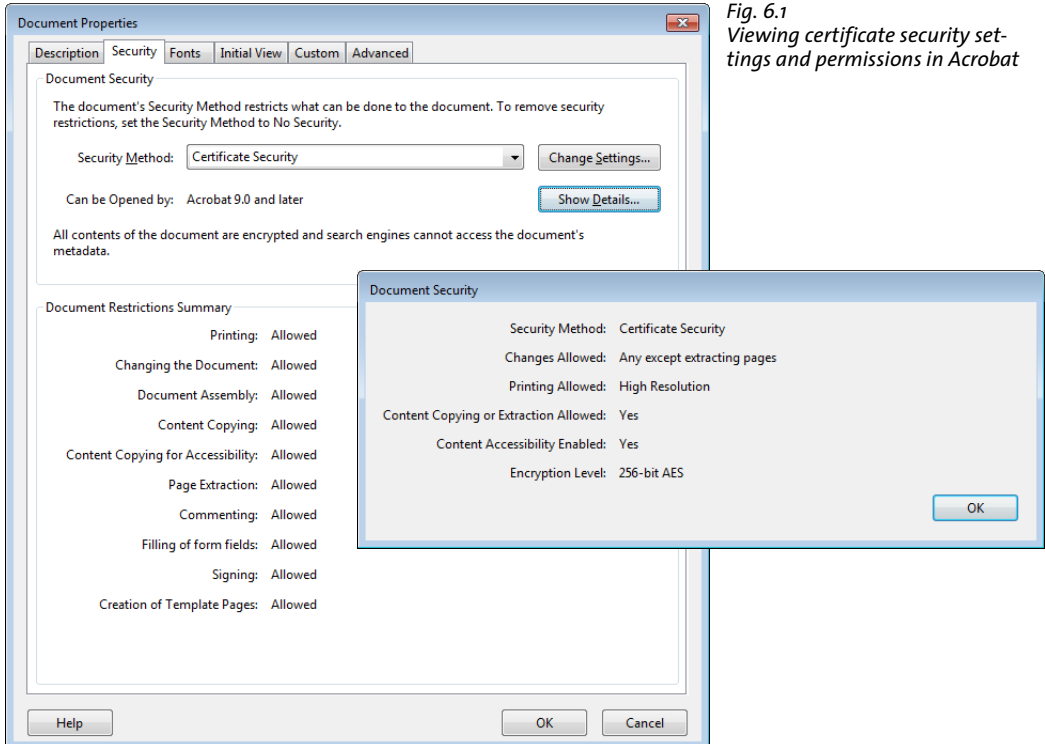 Document Properties
Description Security Fonts Initial View Custom Advanced
Document Security
The document's Security Method restricts what can be done to the document. To remove security
restrictions, set the Security Method to No Security.
Security Method: Certificate Security Change Settings...
Can be Opened by: Acrobat 9.0 and later Show Details...
All contents of the document are encrypted and search engines cannot access the document's
metadata.
Document Restrictions Summary
Printing: Allowed
Changing the Document: Allowed
Document Assembly: Allowed
Content Copying: Allowed
Content Copying for Accessibility: Allowed
Page Extraction: Allowed
Commenting: Allowed
Filling of form fields: Allowed
Signing: Allowed
Creation of Template Pages: Allowed
Help OK Cancel
Document Security
Security Method: Certificate Security
Changes Allowed: Any except extracting pages
Printing Allowed: High Resolution
Content Copying or Extraction Allowed: Yes
Content Accessibility Enabled: Yes
Encryption Level: 256-bit AES
OK
Fig. 6.1
Viewing certificate security set-
tings and permissions in Acrobat